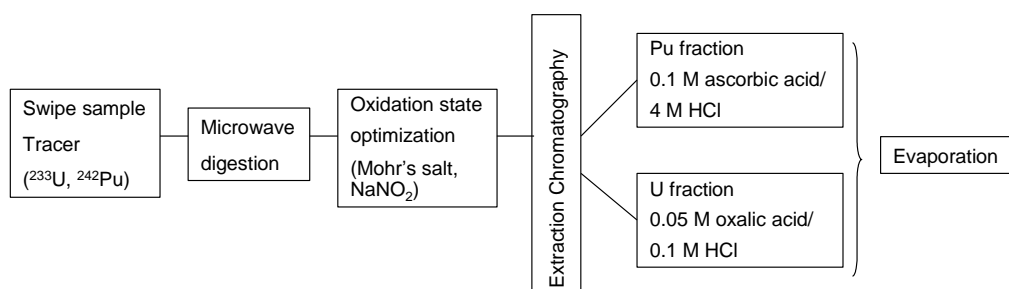 Swipe sample
Tracer
(²³³U, ²⁴²Pu)
Microwave
digestion
Oxidation state
optimization
(Mohr’s salt,
NaNO₂)
Extraction Chromatography
Pu fraction
0.1 M ascorbic acid/
4 M HCl
U fraction
0.05 M oxalic acid/
0.1 M HCl
Evaporation